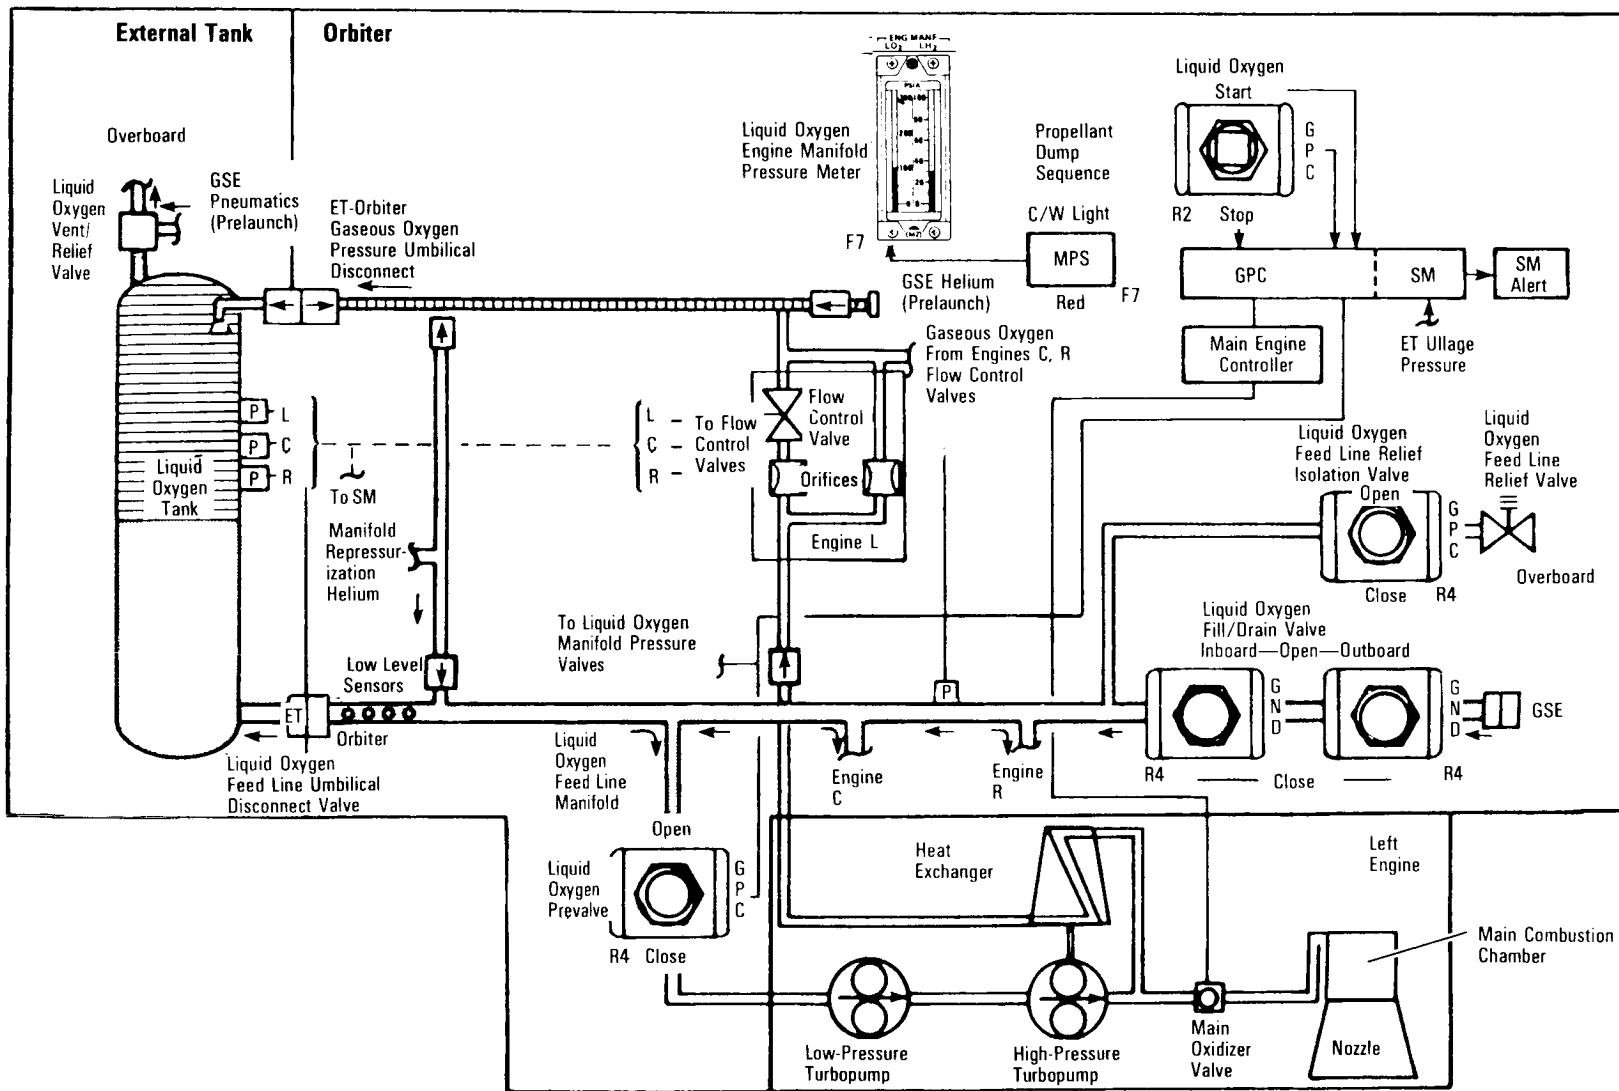 External Tank
Orbiter
Overboard
Liquid
Oxygen
Vent/
Relief
Valve
GSE
Pneumatics
(Prelaunch)
ET-Orbiter
Gaseous Oxygen
Pressure Umbilical
Disconnect
ENG MANF
LO2 LH2
PSIA
Liquid Oxygen
Engine Manifold
Pressure Meter
F7
GSE Helium
(Prelaunch)
Propellant
Dump
Sequence
C/W Light
MPS
Red
F7
Liquid Oxygen
Start
G
P
C
R2 Stop
GPC
SM
SM
Alert
Main Engine
Controller
ET Ullage
Pressure
Gaseous Oxygen
From Engines C, R
Flow Control
Valves
P L
P C
P R
Liquid
Oxygen
Tank
To SM
L
C
R
To Flow
Control
Valves
Flow
Control
Valve
Orifices
Engine L
Manifold
Repressur-
ization
Helium
Low Level
Sensors
To Liquid Oxygen
Manifold Pressure
Valves
P
Liquid Oxygen
Feed Line Relief
Isolation Valve
Open
G
P
C
Close R4
Liquid
Oxygen
Feed Line
Relief Valve
Overboard
Liquid Oxygen
Fill/Drain Valve
Inboard—Open—Outboard
G
N
D
G
N
D
GSE
R4 Close R4
ET
Orbiter
Liquid Oxygen
Feed Line Umbilical
Disconnect Valve
Liquid
Oxygen
Feed Line
Manifold
Engine
C
Engine
R
Open
Liquid
Oxygen
Prevalve
G
P
C
R4 Close
Heat
Exchanger
Left
Engine
Main Combustion
Chamber
Low-Pressure
Turbopump
High-Pressure
Turbopump
Main
Oxidizer
Valve
Nozzle